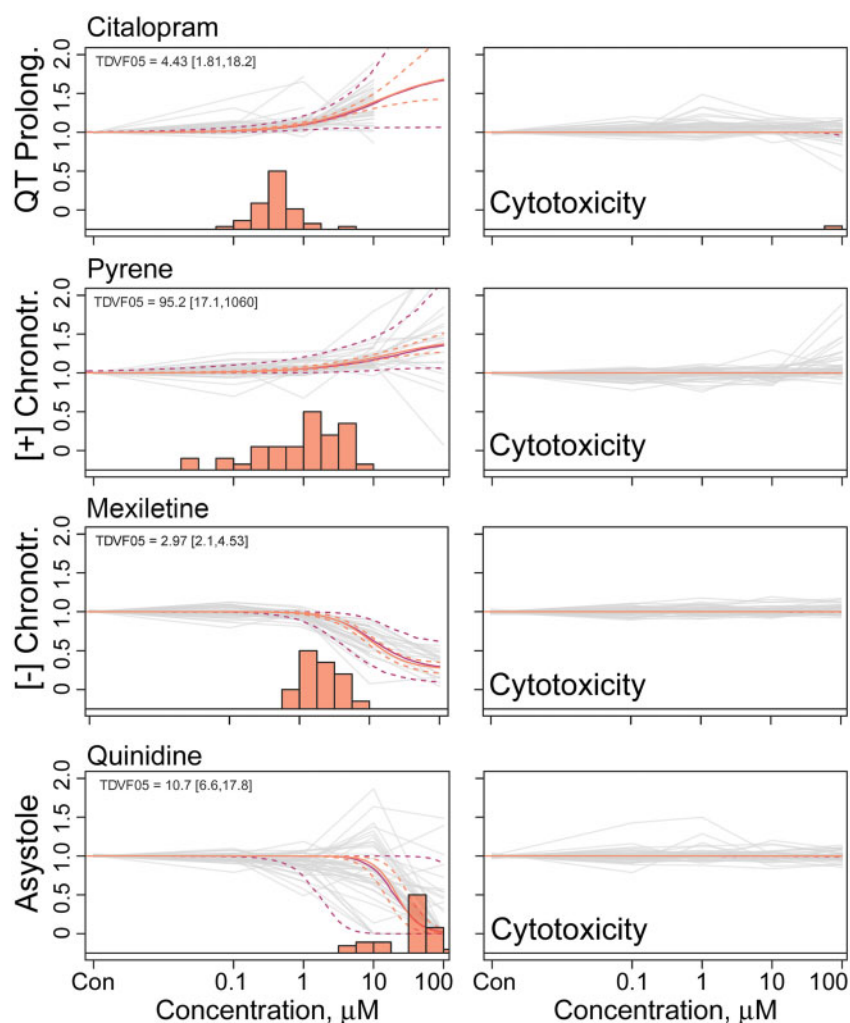 Citalopram
QT Prolong.
2.0
1.5
1.0
0.5
0
TDVF05 = 4.43 [1.81,18.2]
Cytotoxicity
Pyrene
[+] Chronotr.
2.0
1.5
1.0
0.5
0
TDVF05 = 95.2 [17.1,1060]
Cytotoxicity
Mexiletine
[-] Chronotr.
2.0
1.5
1.0
0.5
0
TDVF05 = 2.97 [2.1,4.53]
Cytotoxicity
Quinidine
Asystole
2.0
1.5
1.0
0.5
0
TDVF05 = 10.7 [6.6,17.8]
Cytotoxicity
Con 0.1 1 10 100
Concentration, μM
Con 0.1 1 10 100
Concentration, μM